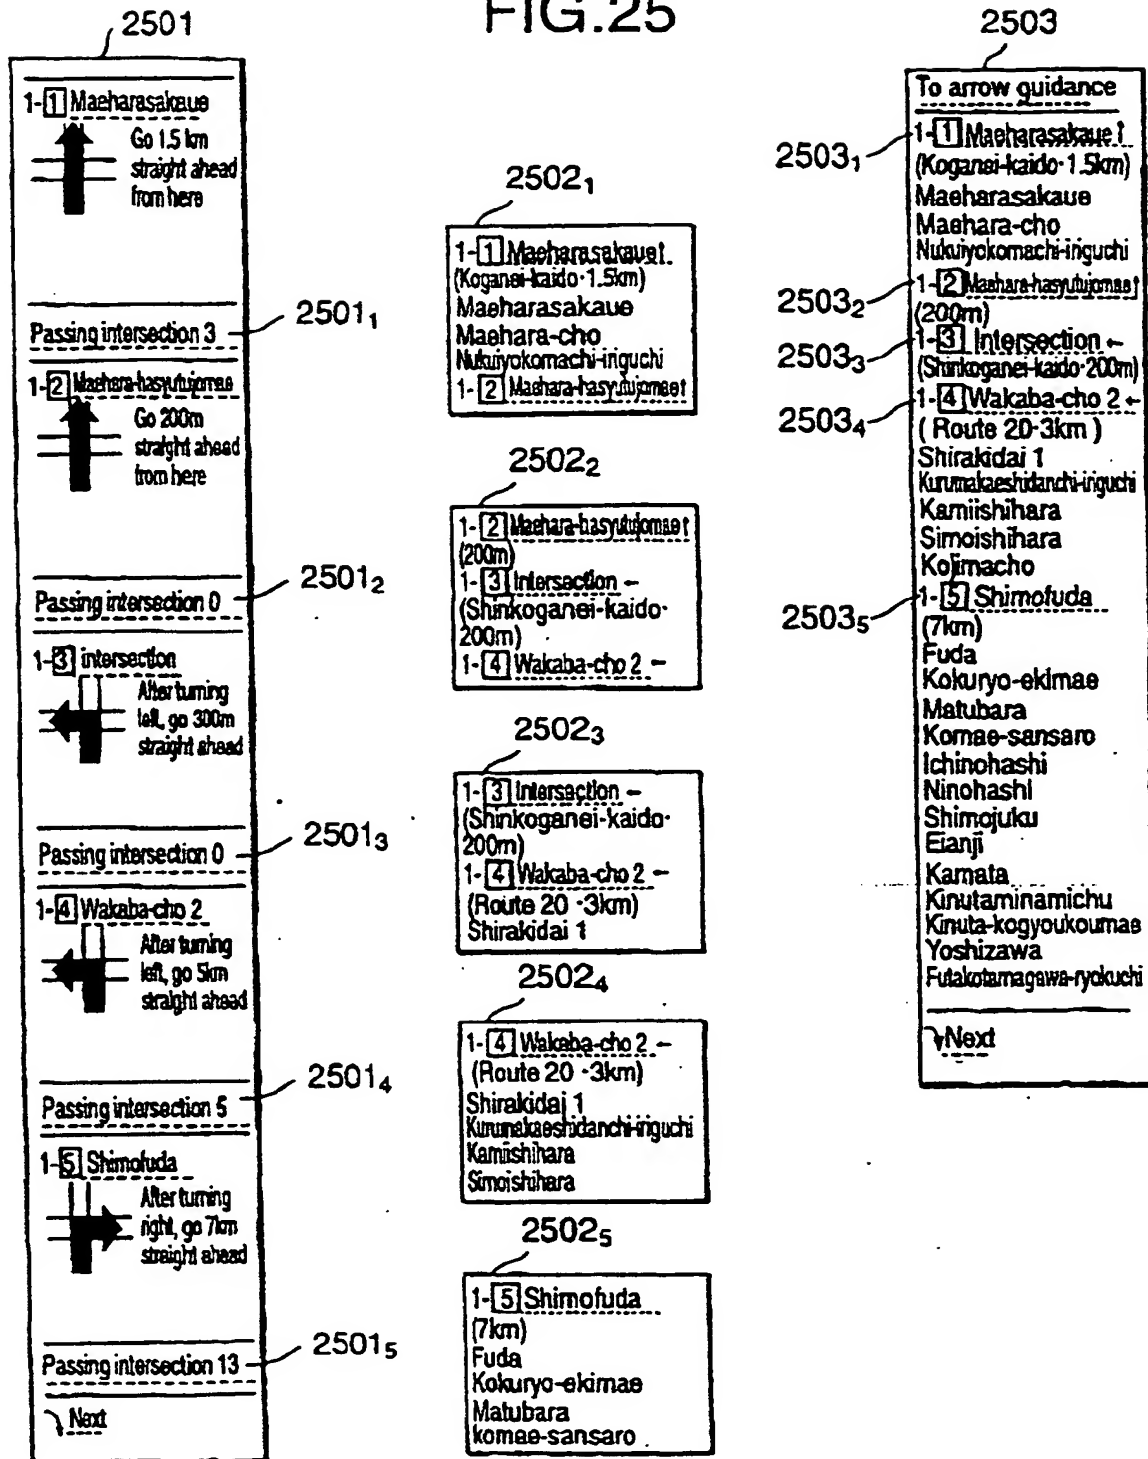 FIG.25
2501
1-1 Maeharasakaue
Go 1.5 km
straight ahead
from here
Passing intersection 3
2501₁
1-2 Maehara-hasyutujomae
Go 200m
straight ahead
from here
Passing intersection 0
2501₂
1-3 intersection
After turning
left, go 300m
straight ahead
Passing intersection 0
2501₃
1-4 Wakaba-cho 2
After turning
left, go 5km
straight ahead
Passing intersection 5
2501₄
1-5 Shimofuda
After turning
right, go 7km
straight ahead
Passing intersection 13
2501₅
Next
2502₁
1-1 Maeharasakaue↑
(Koganei-kaido·1.5km)
Maeharasakaue
Maehara-cho
Nukuiyokomachi-iriguchi
1-2 Maehara-hasyutujomae↑
2502₂
1-2 Maehara-hasyutujomae↑
(200m)
1-3 Intersection ←
(Shinkoganei-kaido·
200m)
1-4 Wakaba-cho 2 ←
2502₃
1-3 Intersection ←
(Shinkoganei-kaido·
200m)
1-4 Wakaba-cho 2 ←
(Route 20 ·3km)
Shirakidai 1
2502₄
1-4 Wakaba-cho 2 ←
(Route 20 ·3km)
Shirakidai 1
Kurumakaeshidanchi-iriguchi
Kamiishihara
Simoishihara
2502₅
1-5 Shimofuda
(7km)
Fuda
Kokuryo-ekimae
Matubara
komae-sansaro
2503
To arrow guidance
2503₁
1-1 Maeharasakaue↑
(Koganei-kaido·1.5km)
Maeharasakaue
Maehara-cho
Nukuiyokomachi-iriguchi
2503₂
1-2 Maehara-hasyutujomae↑
(200m)
2503₃
1-3 Intersection ←
(Shinkoganei-kaido·200m)
2503₄
1-4 Wakaba-cho 2 ←
( Route 20·3km )
Shirakidai 1
Kurumakaeshidanchi-iriguchi
Kamiishihara
Simoishihara
Kojimacho
2503₅
1-5 Shimofuda
(7km)
Fuda
Kokuryo-ekimae
Matubara
Komae-sansaro
Ichinohashi
Ninohashi
Shimojuku
Eianji
Kamata
Kinutaminamichu
Kinuta-kogyoukoumae
Yoshizawa
Futakotamagawa-ryokuchi
Next